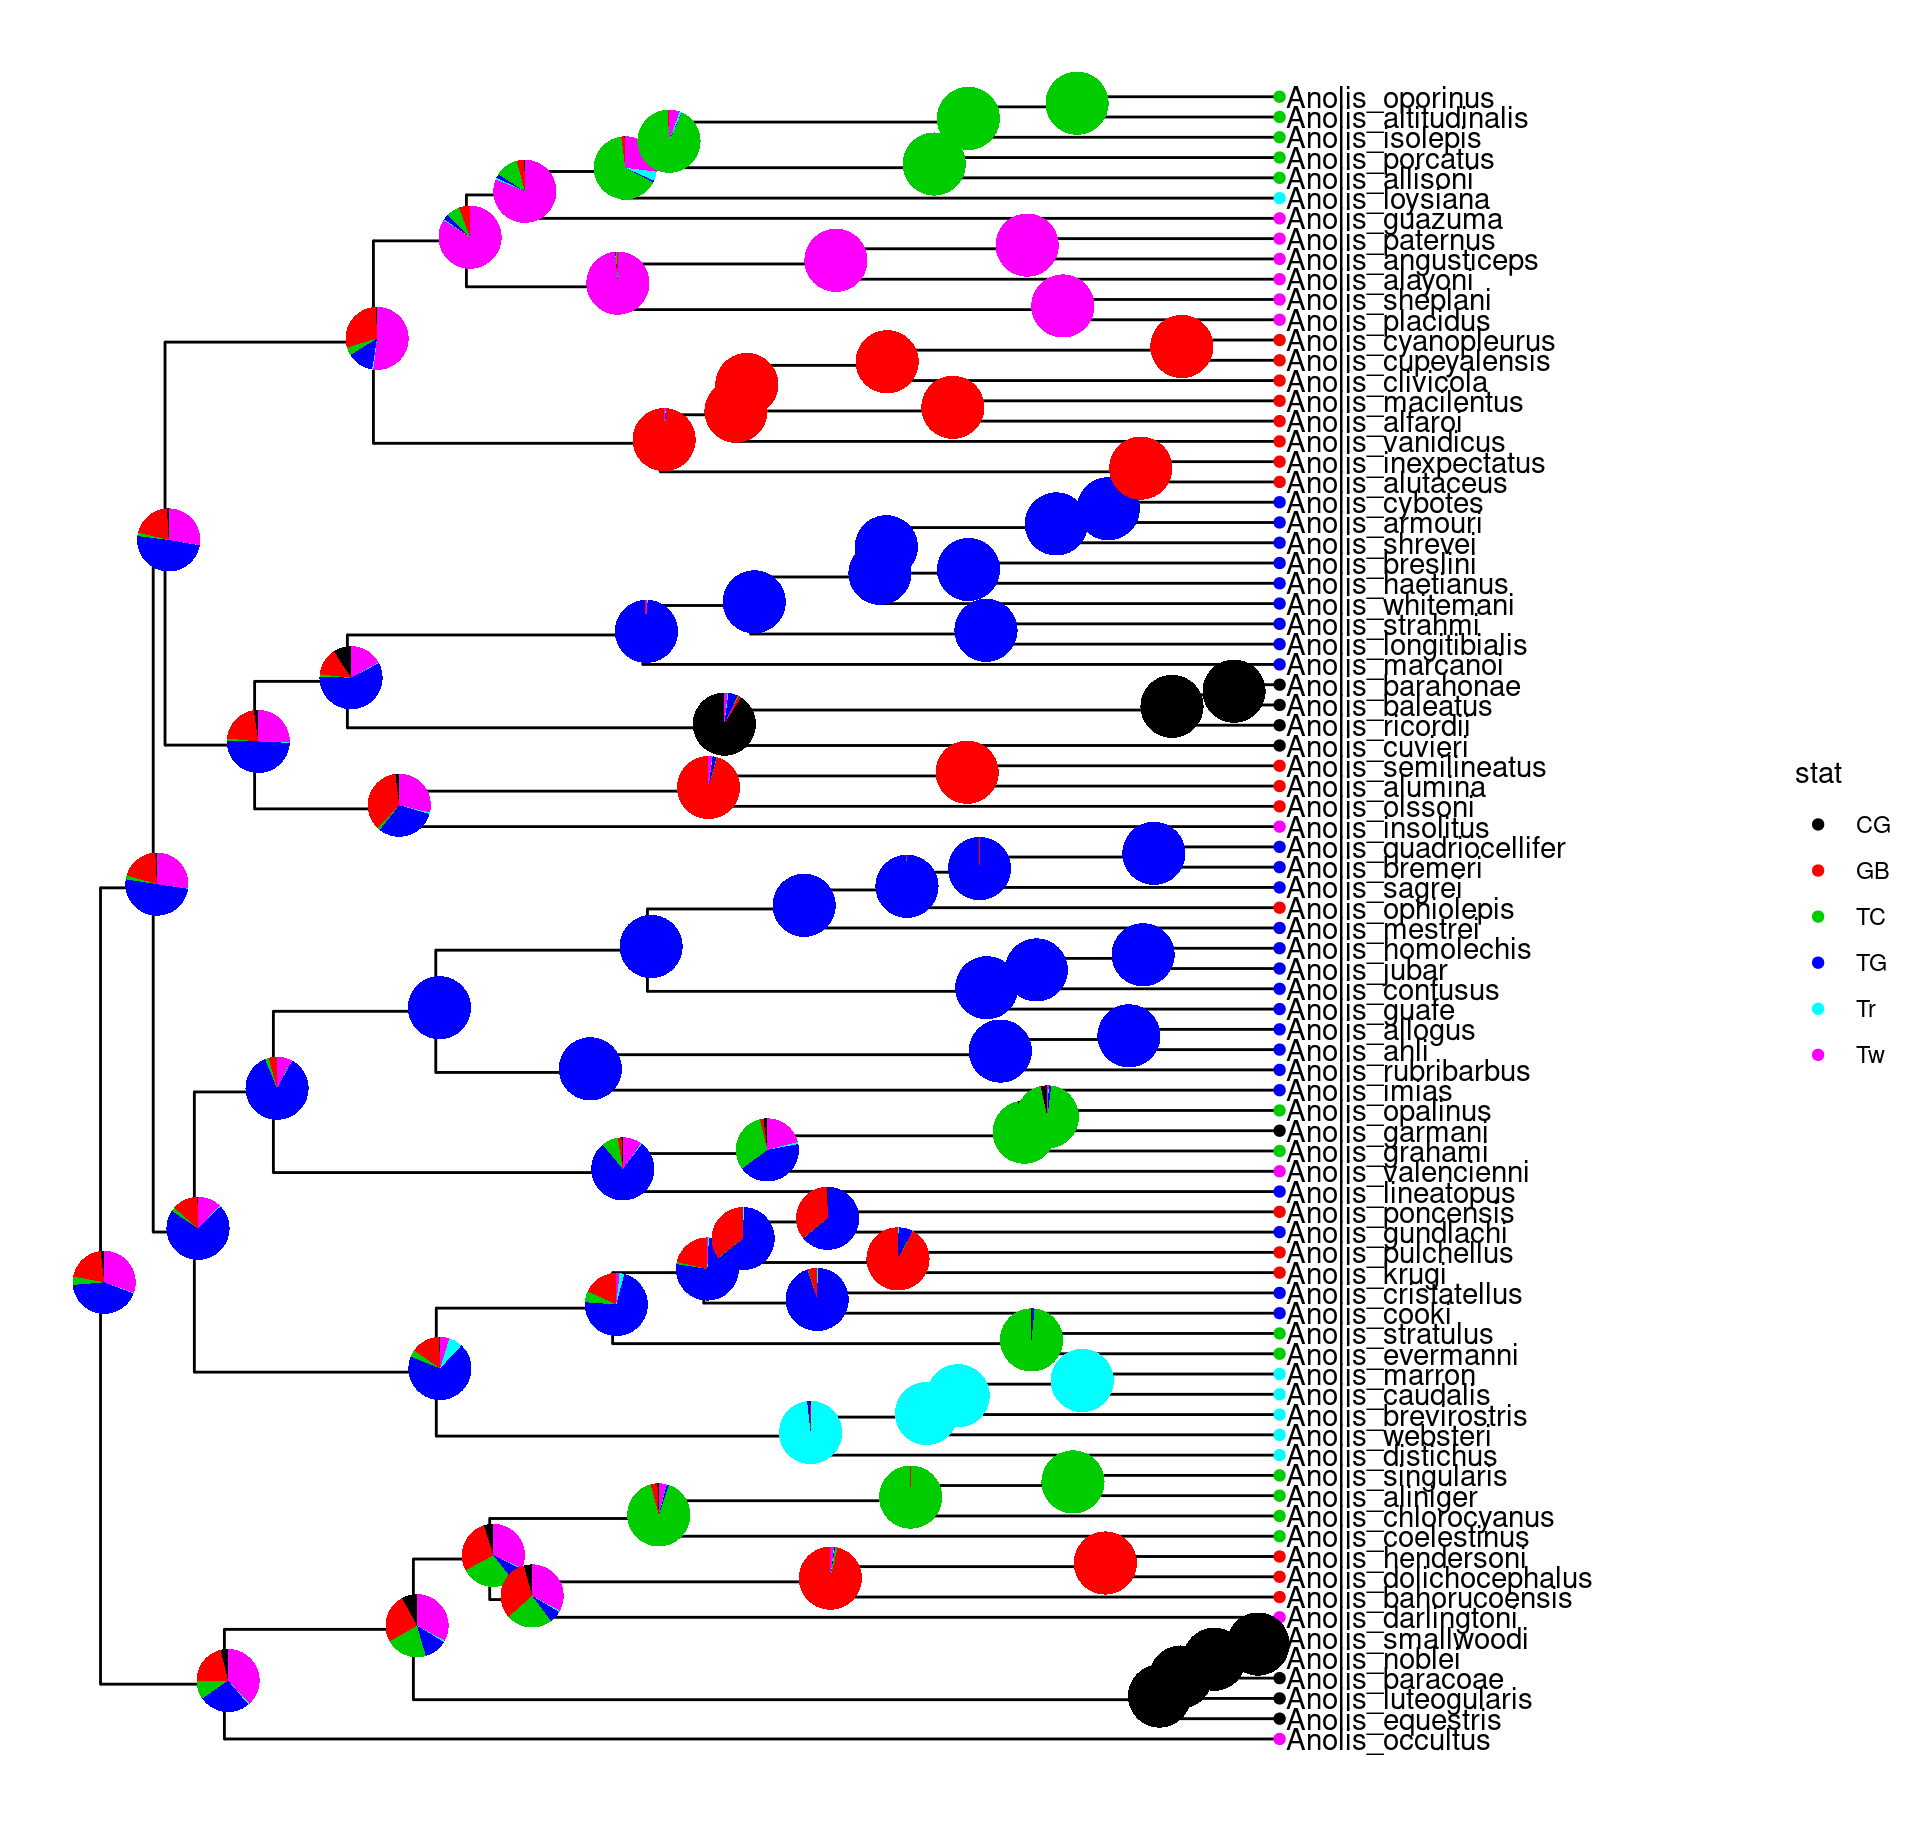 Anolis_oporinus
Anolis_altitudinalis
Anolis_isolepis
Anolis_porcatus
Anolis_allisoni
Anolis_loysiana
Anolis_guazuma
Anolis_paternus
Anolis_angusticeps
Anolis_alayoni
Anolis_sheplani
Anolis_placidus
Anolis_cyanopleurus
Anolis_cupeyalensis
Anolis_clivicola
Anolis_macilentus
Anolis_alfaroi
Anolis_vanidicus
Anolis_inexpectatus
Anolis_alutaceus
Anolis_cybotes
Anolis_armouri
Anolis_shrevei
Anolis_breslini
Anolis_haetianus
Anolis_whitemani
Anolis_strahmi
Anolis_longitibialis
Anolis_marcanoi
Anolis_barahonae
Anolis_baleatus
Anolis_ricordii
Anolis_cuvieri
Anolis_semilineatus
Anolis_alumina
Anolis_olssoni
Anolis_insolitus
Anolis_quadriocellifer
Anolis_bremeri
Anolis_sagrei
Anolis_ophiolepis
Anolis_mestrei
Anolis_homolechis
Anolis_jubar
Anolis_confusus
Anolis_guafe
Anolis_allogus
Anolis_ahli
Anolis_rubribarbus
Anolis_imias
Anolis_opalinus
Anolis_garmani
Anolis_grahami
Anolis_valencienni
Anolis_lineatopus
Anolis_poncensis
Anolis_gundlachi
Anolis_pulchellus
Anolis_krugi
Anolis_cristatellus
Anolis_cooki
Anolis_stratulus
Anolis_evermanni
Anolis_marron
Anolis_caudalis
Anolis_brevirostris
Anolis_websteri
Anolis_distichus
Anolis_singularis
Anolis_aliniger
Anolis_chlorocyanus
Anolis_coelestinus
Anolis_hendersoni
Anolis_dolichocephalus
Anolis_bahorucoensis
Anolis_darlingtoni
Anolis_smallwoodi
Anolis_noblei
Anolis_baracoae
Anolis_luteogularis
Anolis_equestris
Anolis_occultus
stat
CG
GB
TC
TG
Tr
Tw